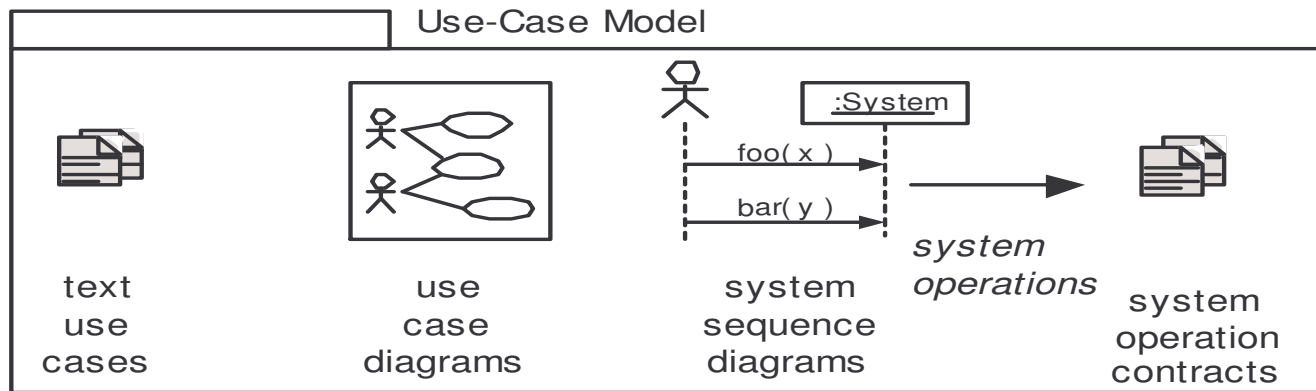 Use-Case Model
:System
foo( x )
bar( y )
system
operations
text
use
cases
use
case
diagrams
system
sequence
diagrams
system
operation
contracts